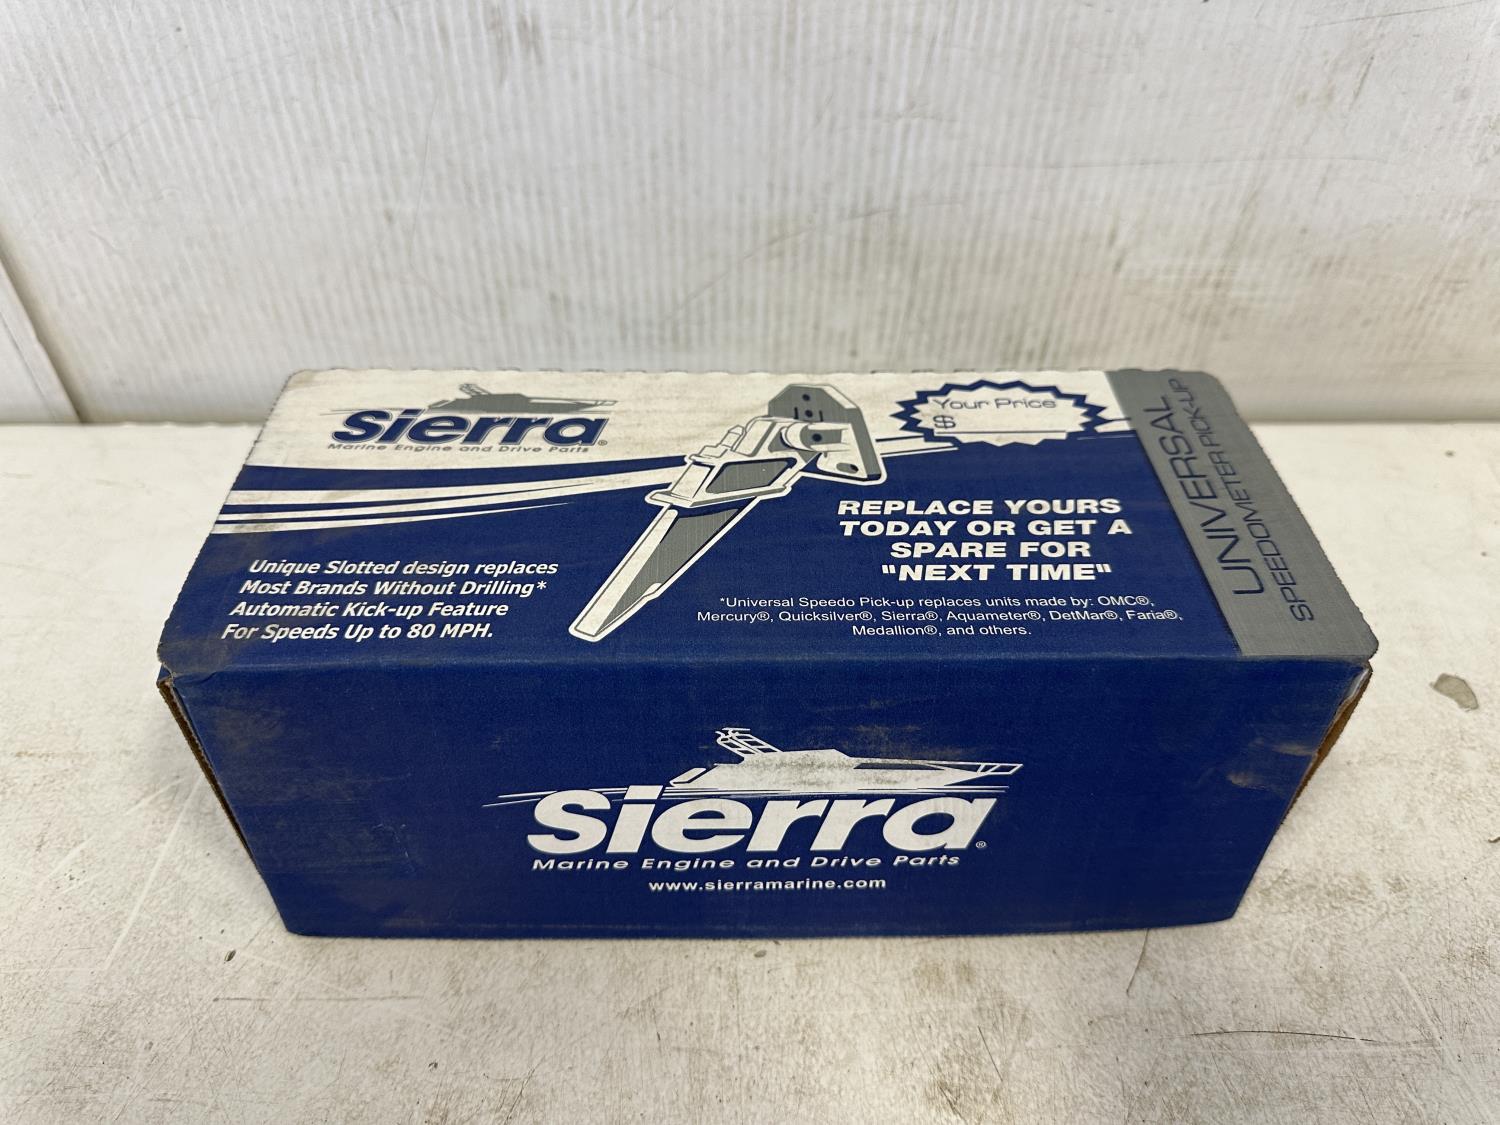 Sierra®
Marine Engine and Drive Parts
Your Price
$
UNIVERSAL
SPEEDOMETER PICK-UP
REPLACE YOURS
TODAY OR GET A
SPARE FOR
"NEXT TIME"
Unique Slotted design replaces
Most Brands Without Drilling*
Automatic Kick-up Feature
For Speeds Up to 80 MPH.
*Universal Speedo Pick-up replaces units made by: OMC®,
Mercury®, Quicksilver®, Sierra®, Aquameter®, DetMar®, Faria®,
Medallion®, and others.
Sierra®
Marine Engine and Drive Parts
www.sierramarine.com